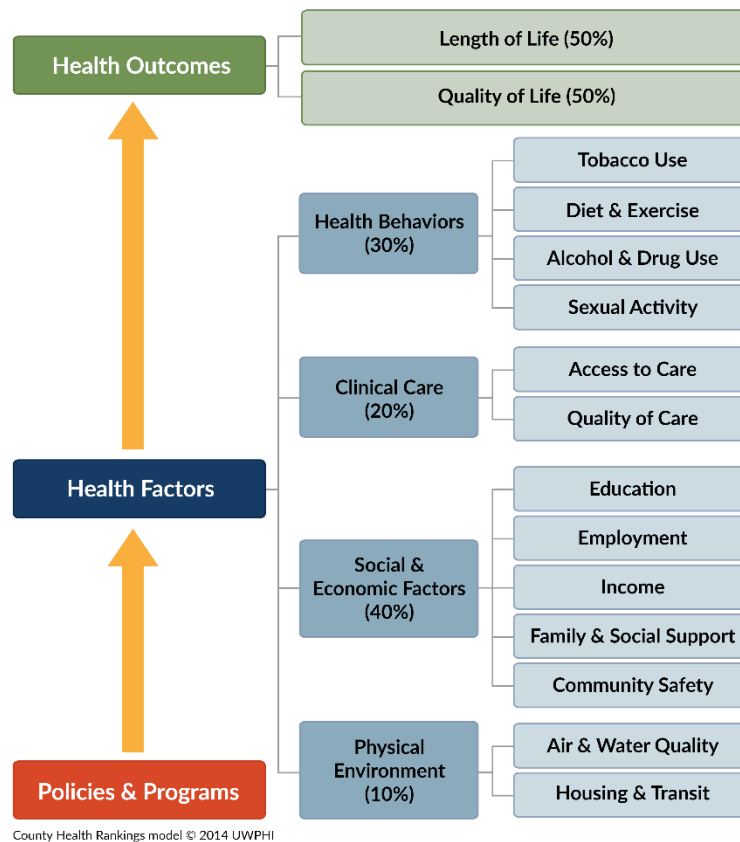 Health Outcomes
Length of Life (50%)
Quality of Life (50%)
Health Factors
Health Behaviors
(30%)
Tobacco Use
Diet & Exercise
Alcohol & Drug Use
Sexual Activity
Clinical Care
(20%)
Access to Care
Quality of Care
Social &
Economic Factors
(40%)
Education
Employment
Income
Family & Social Support
Community Safety
Physical
Environment
(10%)
Air & Water Quality
Housing & Transit
Policies & Programs
County Health Rankings model © 2014 UWPHI